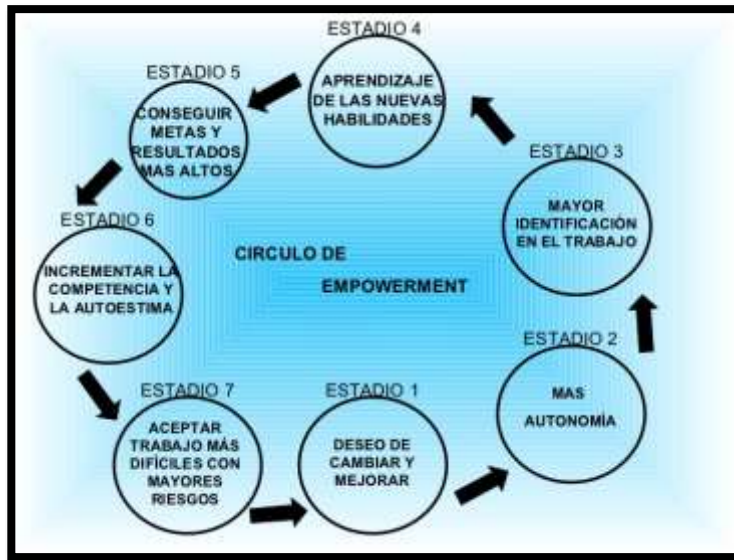 ESTADIO 4
APRENDIZAJE
DE LAS NUEVAS
HABILIDADES
ESTADIO 5
CONSEGUIR
METAS Y
RESULTADOS
MAS ALTOS
ESTADIO 3
MAYOR
IDENTIFICACIÓN
EN EL TRABAJO
ESTADIO 6
INCREMENTAR LA
COMPETENCIA Y
LA AUTOESTIMA
CIRCULO DE
EMPOWERMENT
ESTADIO 2
MAS
AUTONOMÍA
ESTADIO 7
ACEPTAR
TRABAJO MÁS
DIFÍCILES CON
MAYORES
RIESGOS
ESTADIO 1
DESEO DE
CAMBIAR Y
MEJORAR